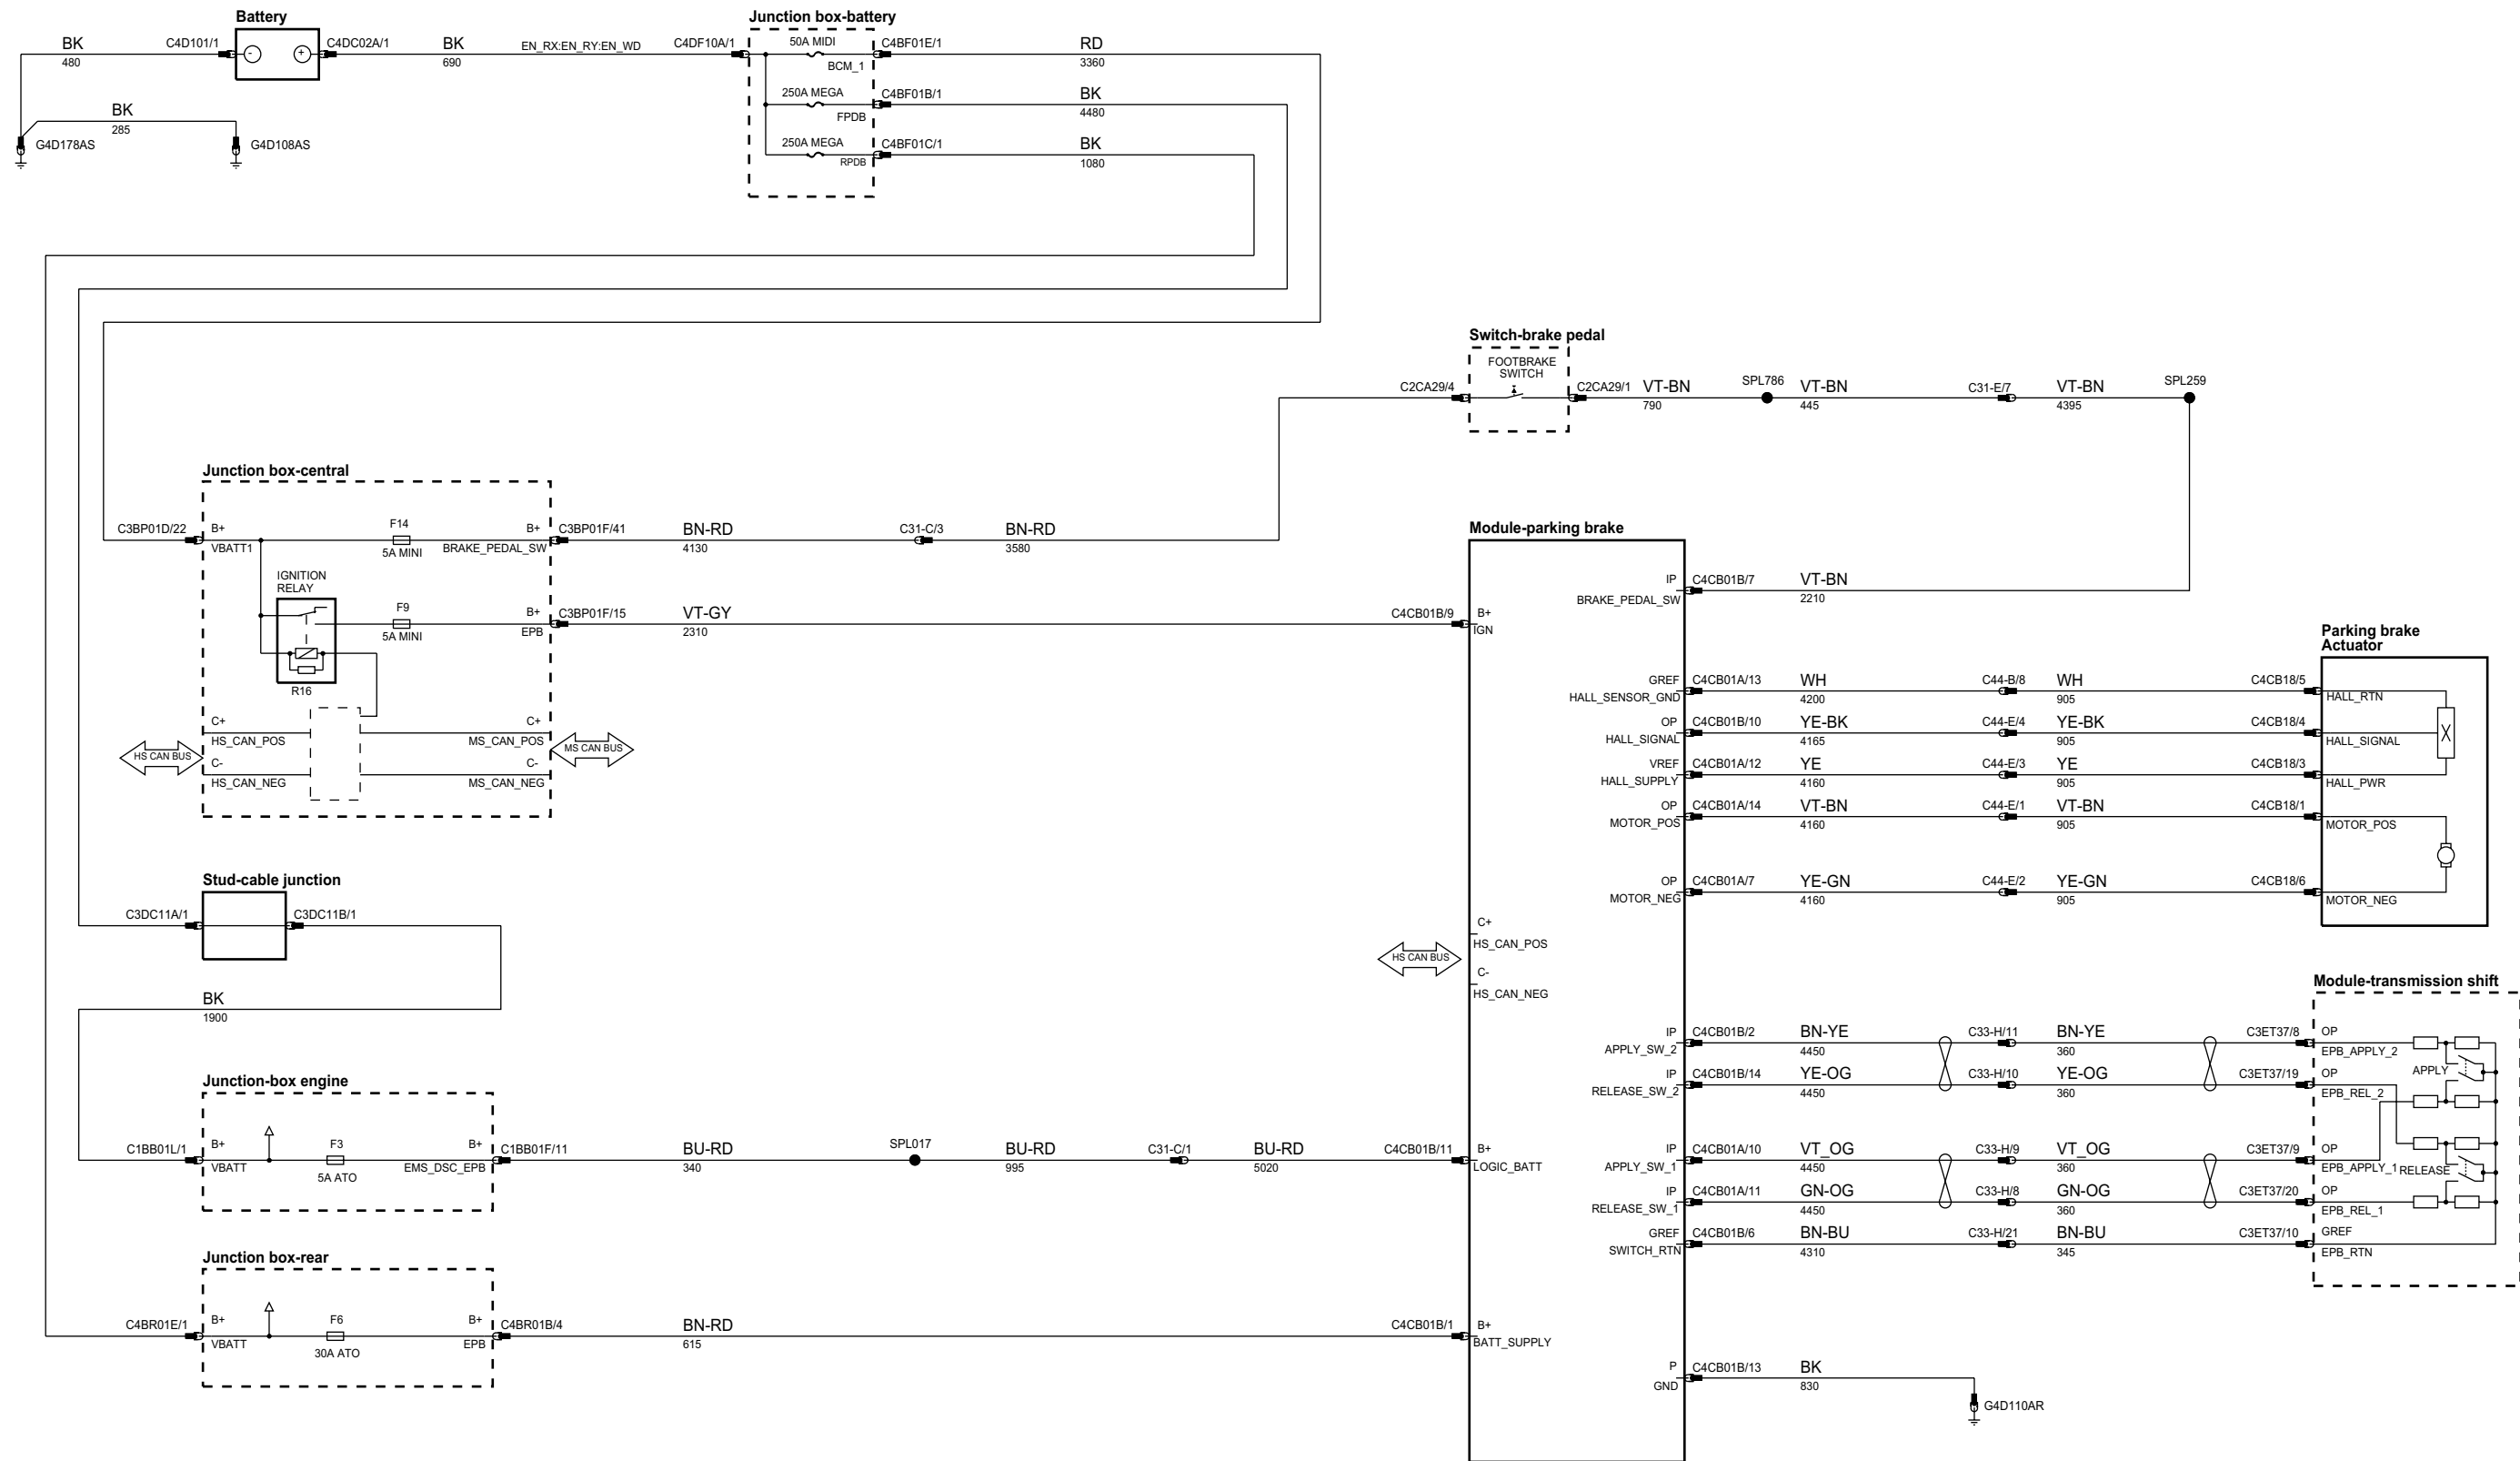 Battery
Junction box-battery
BK
480
C4D101/1
-
+
C4DC02A/1
BK
690
EN_RX:EN_RY:EN_WD
C4DF10A/1
50A MIDI
BCM_1
C4BF01E/1
RD
3360
250A MEGA
FPDB
C4BF01B/1
BK
4480
250A MEGA
RPDB
C4BF01C/1
BK
1080
BK
285
G4D178AS
G4D108AS
Switch-brake pedal
FOOTBRAKE
SWITCH
C2CA29/4
C2CA29/1
VT-BN
790
SPL786
VT-BN
445
C31-E/7
VT-BN
4395
SPL259
Junction box-central
C3BP01D/22
B+
VBATT1
F14
5A MINI
B+
BRAKE_PEDAL_SW
C3BP01F/41
BN-RD
4130
C31-C/3
BN-RD
3580
IGNITION
RELAY
R16
F9
5A MINI
B+
EPB
C3BP01F/15
VT-GY
2310
C4CB01B/9
B+
IGN
C+
HS_CAN_POS
C-
HS_CAN_NEG
HS CAN BUS
C+
MS_CAN_POS
C-
MS_CAN_NEG
MS CAN BUS
Module-parking brake
IP
BRAKE_PEDAL_SW
C4CB01B/7
VT-BN
2210
Parking brake
Actuator
GREF
HALL_SENSOR_GND
C4CB01A/13
WH
4200
C44-B/8
WH
905
C4CB18/5
HALL_RTN
OP
HALL_SIGNAL
C4CB01B/10
YE-BK
4165
C44-E/4
YE-BK
905
C4CB18/4
HALL_SIGNAL
VREF
HALL_SUPPLY
C4CB01A/12
YE
4160
C44-E/3
YE
905
C4CB18/3
HALL_PWR
OP
MOTOR_POS
C4CB01A/14
VT-BN
4160
C44-E/1
VT-BN
905
C4CB18/1
MOTOR_POS
OP
MOTOR_NEG
C4CB01A/7
YE-GN
4160
C44-E/2
YE-GN
905
C4CB18/6
MOTOR_NEG
Stud-cable junction
C3DC11A/1
C3DC11B/1
BK
1900
C+
HS_CAN_POS
C-
HS_CAN_NEG
HS CAN BUS
Module-transmission shift
IP
APPLY_SW_2
C4CB01B/2
BN-YE
4450
C33-H/11
BN-YE
360
C3ET37/8
OP
EPB_APPLY_2
IP
RELEASE_SW_2
C4CB01B/14
YE-OG
4450
C33-H/10
YE-OG
360
C3ET37/19
OP
EPB_REL_2
APPLY
Junction-box engine
C1BB01L/1
B+
VBATT
F3
5A ATO
B+
EMS_DSC_EPB
C1BB01F/11
BU-RD
340
SPL017
BU-RD
995
C31-C/1
BU-RD
5020
C4CB01B/11
B+
LOGIC_BATT
IP
APPLY_SW_1
C4CB01A/10
VT_OG
4450
C33-H/9
VT_OG
360
C3ET37/9
OP
EPB_APPLY_1
RELEASE
IP
RELEASE_SW_1
C4CB01A/11
GN-OG
4450
C33-H/8
GN-OG
360
C3ET37/20
OP
EPB_REL_1
GREF
SWITCH_RTN
C4CB01B/6
BN-BU
4310
C33-H/21
BN-BU
345
C3ET37/10
GREF
EPB_RTN
Junction box-rear
C4BR01E/1
B+
VBATT
F6
30A ATO
B+
EPB
C4BR01B/4
BN-RD
615
C4CB01B/1
B+
BATT_SUPPLY
P
GND
C4CB01B/13
BK
830
G4D110AR